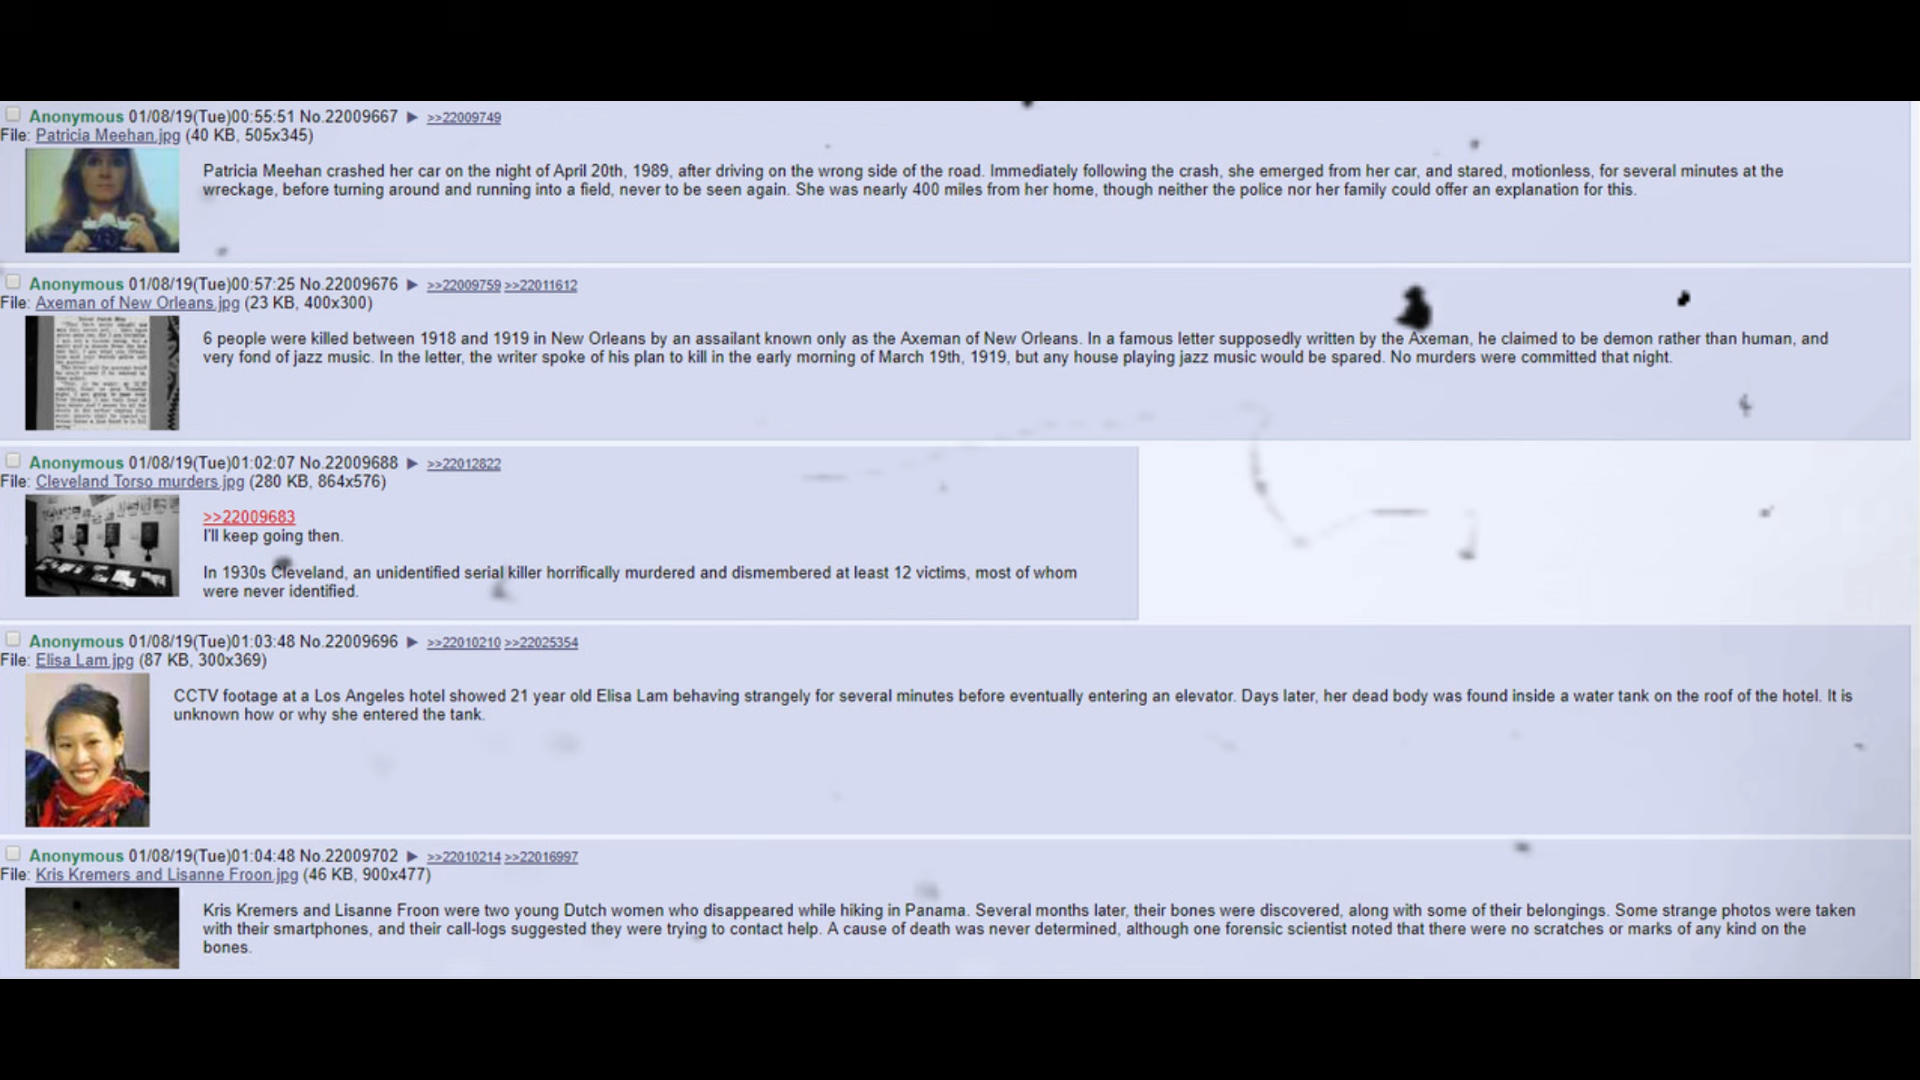 Anonymous 01/08/19(Tue)00:55:51 No.22009667 ▶ >>22009749
File: Patricia Meehan.jpg (40 KB, 505x345)
Patricia Meehan crashed her car on the night of April 20th, 1989, after driving on the wrong side of the road. Immediately following the crash, she emerged from her car, and stared, motionless, for several minutes at the
wreckage, before turning around and running into a field, never to be seen again. She was nearly 400 miles from her home, though neither the police nor her family could offer an explanation for this.
Anonymous 01/08/19(Tue)00:57:25 No.22009676 ▶ >>22009759 >>22011612
File: Axeman of New Orleans.jpg (23 KB, 400x300)
6 people were killed between 1918 and 1919 in New Orleans by an assailant known only as the Axeman of New Orleans. In a famous letter supposedly written by the Axeman, he claimed to be demon rather than human, and
very fond of jazz music. In the letter, the writer spoke of his plan to kill in the early morning of March 19th, 1919, but any house playing jazz music would be spared. No murders were committed that night.
Anonymous 01/08/19(Tue)01:02:07 No.22009688 ▶ >>22012822
File: Cleveland Torso murders.jpg (280 KB, 864x576)
>>22009683
I'll keep going then.
In 1930s Cleveland, an unidentified serial killer horrifically murdered and dismembered at least 12 victims, most of whom
were never identified.
Anonymous 01/08/19(Tue)01:03:48 No.22009696 ▶ >>22010210 >>22025354
File: Elisa Lam.jpg (87 KB, 300x369)
CCTV footage at a Los Angeles hotel showed 21 year old Elisa Lam behaving strangely for several minutes before eventually entering an elevator. Days later, her dead body was found inside a water tank on the roof of the hotel. It is
unknown how or why she entered the tank.
Anonymous 01/08/19(Tue)01:04:48 No.22009702 ▶ >>22010214 >>22016997
File: Kris Kremers and Lisanne Froon.jpg (46 KB, 900x477)
Kris Kremers and Lisanne Froon were two young Dutch women who disappeared while hiking in Panama. Several months later, their bones were discovered, along with some of their belongings. Some strange photos were taken
with their smartphones, and their call-logs suggested they were trying to contact help. A cause of death was never determined, although one forensic scientist noted that there were no scratches or marks of any kind on the
bones.